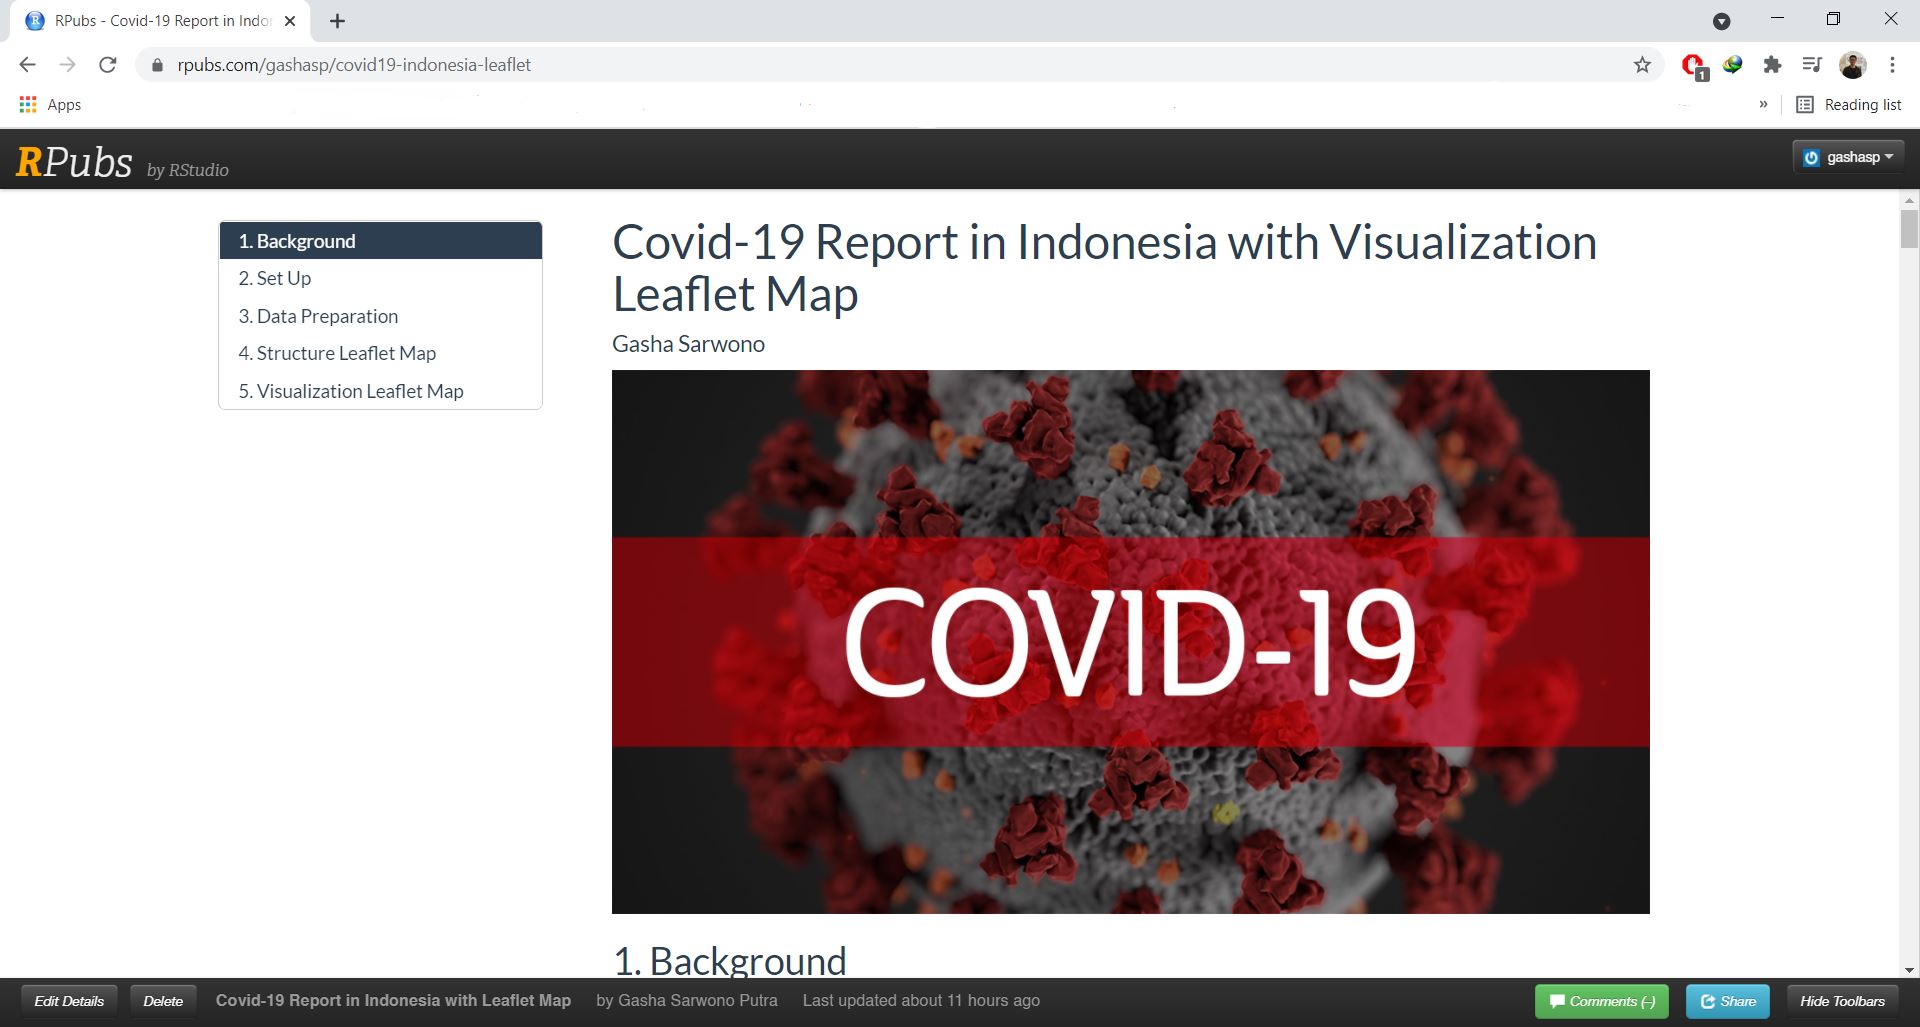 RPubs - Covid-19 Report in Indon
rpubs.com/gashasp/covid19-indonesia-leaflet
1
Apps
»
Reading list
RPubs by RStudio
gashasp
1. Background
2. Set Up
3. Data Preparation
4. Structure Leaflet Map
5. Visualization Leaflet Map
Covid-19 Report in Indonesia with Visualization
Leaflet Map
Gasha Sarwono
COVID-19
1. Background
Edit Details
Delete
Covid-19 Report in Indonesia with Leaflet Map
by Gasha Sarwono Putra
Last updated about 11 hours ago
Comments (–)
Share
Hide Toolbars